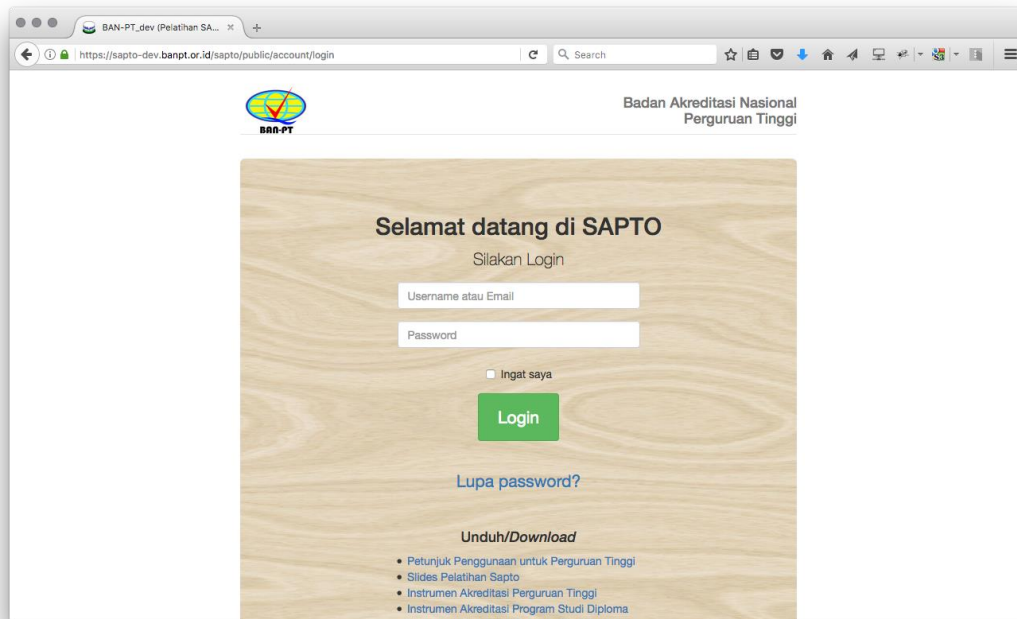 BAN-PT_dev (Pelatihan SA...
https://sapto-dev.banpt.or.id/sapto/public/account/login
Search
BAN-PT
Badan Akreditasi Nasional
Perguruan Tinggi
Selamat datang di SAPTO
Silakan Login
Username atau Email
Password
Ingat saya
Login
Lupa password?
Unduh/Download
• Petunjuk Penggunaan untuk Perguruan Tinggi
• Slides Pelatihan Sapto
• Instrumen Akreditasi Perguruan Tinggi
• Instrumen Akreditasi Program Studi Diploma